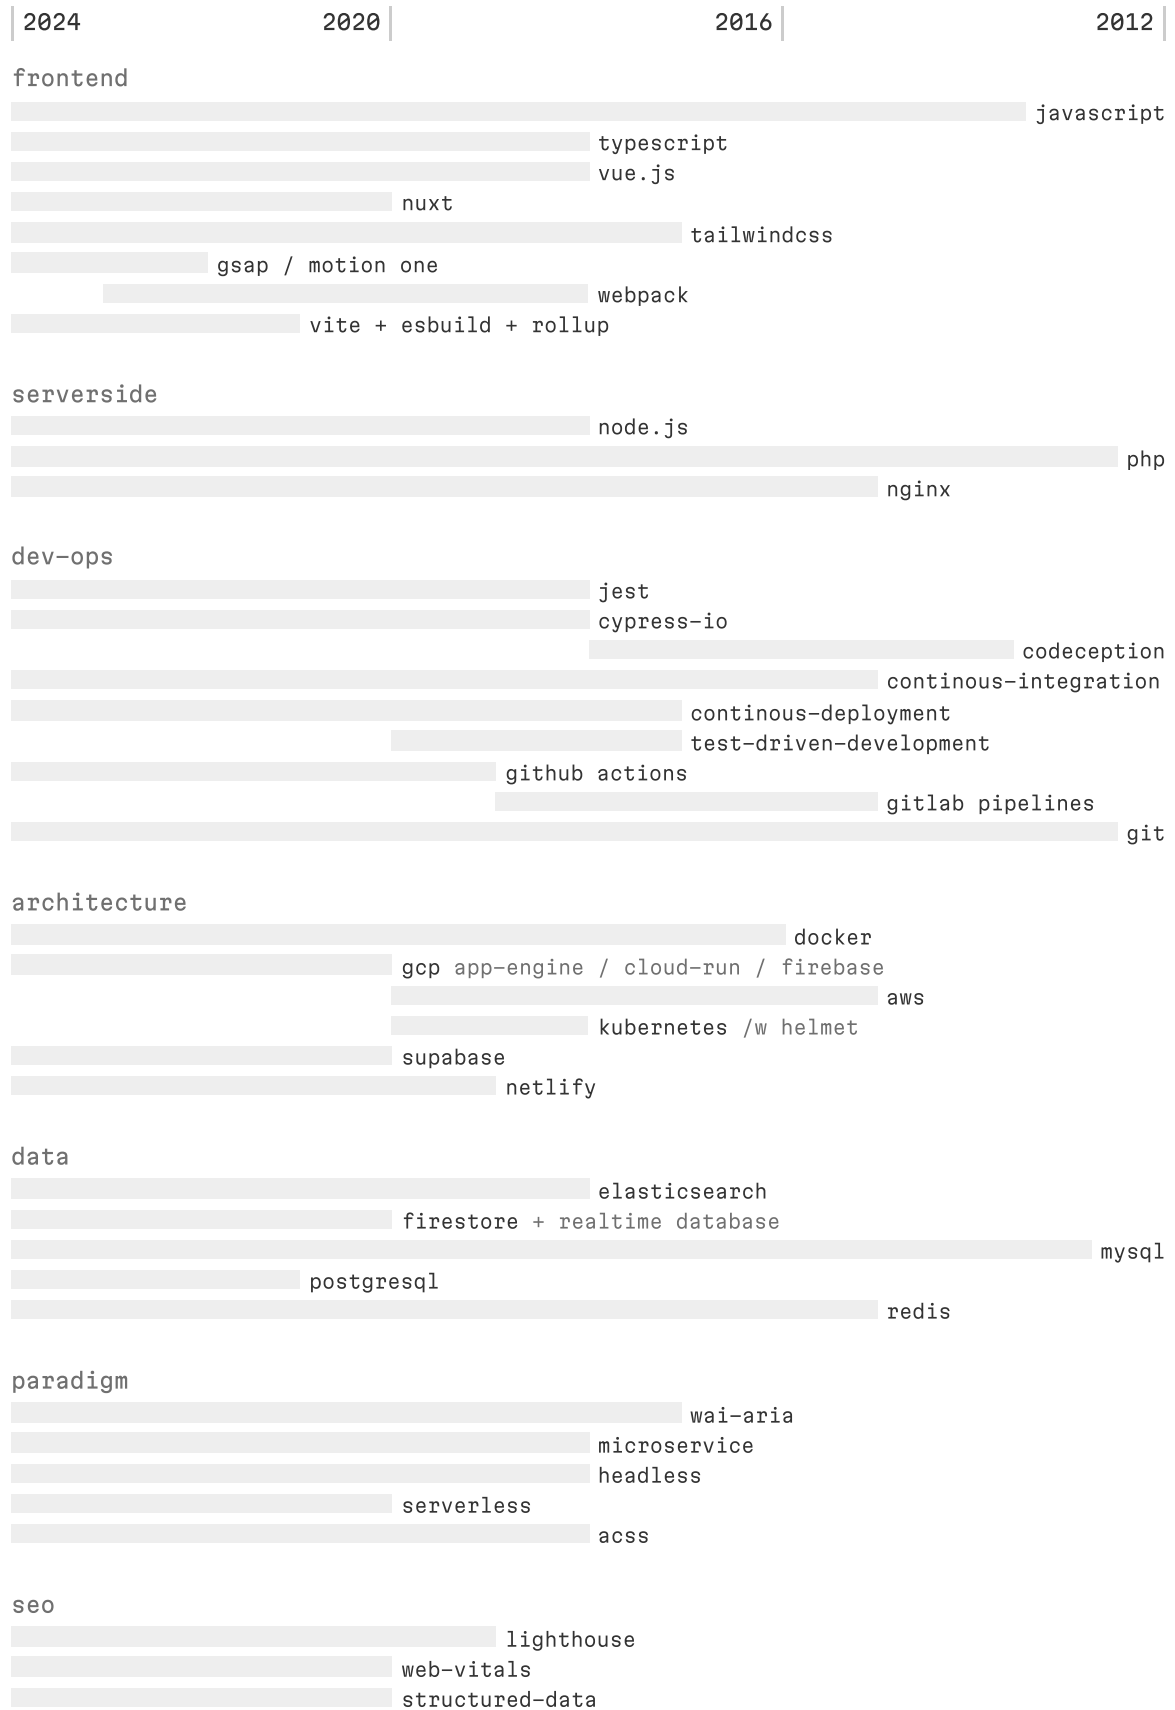 2024 2020 2016 2012
frontend
javascript
typescript
vue.js
nuxt
tailwindcss
gsap / motion one
webpack
vite + esbuild + rollup
serverside
node.js
php
nginx
dev-ops
jest
cypress-io
codeception
continous-integration
continous-deployment
test-driven-development
github actions
gitlab pipelines
git
architecture
docker
gcp app-engine / cloud-run / firebase
aws
kubernetes /w helmet
supabase
netlify
data
elasticsearch
firestore + realtime database
mysql
postgresql
redis
paradigm
wai-aria
microservice
headless
serverless
acss
seo
lighthouse
web-vitals
structured-data